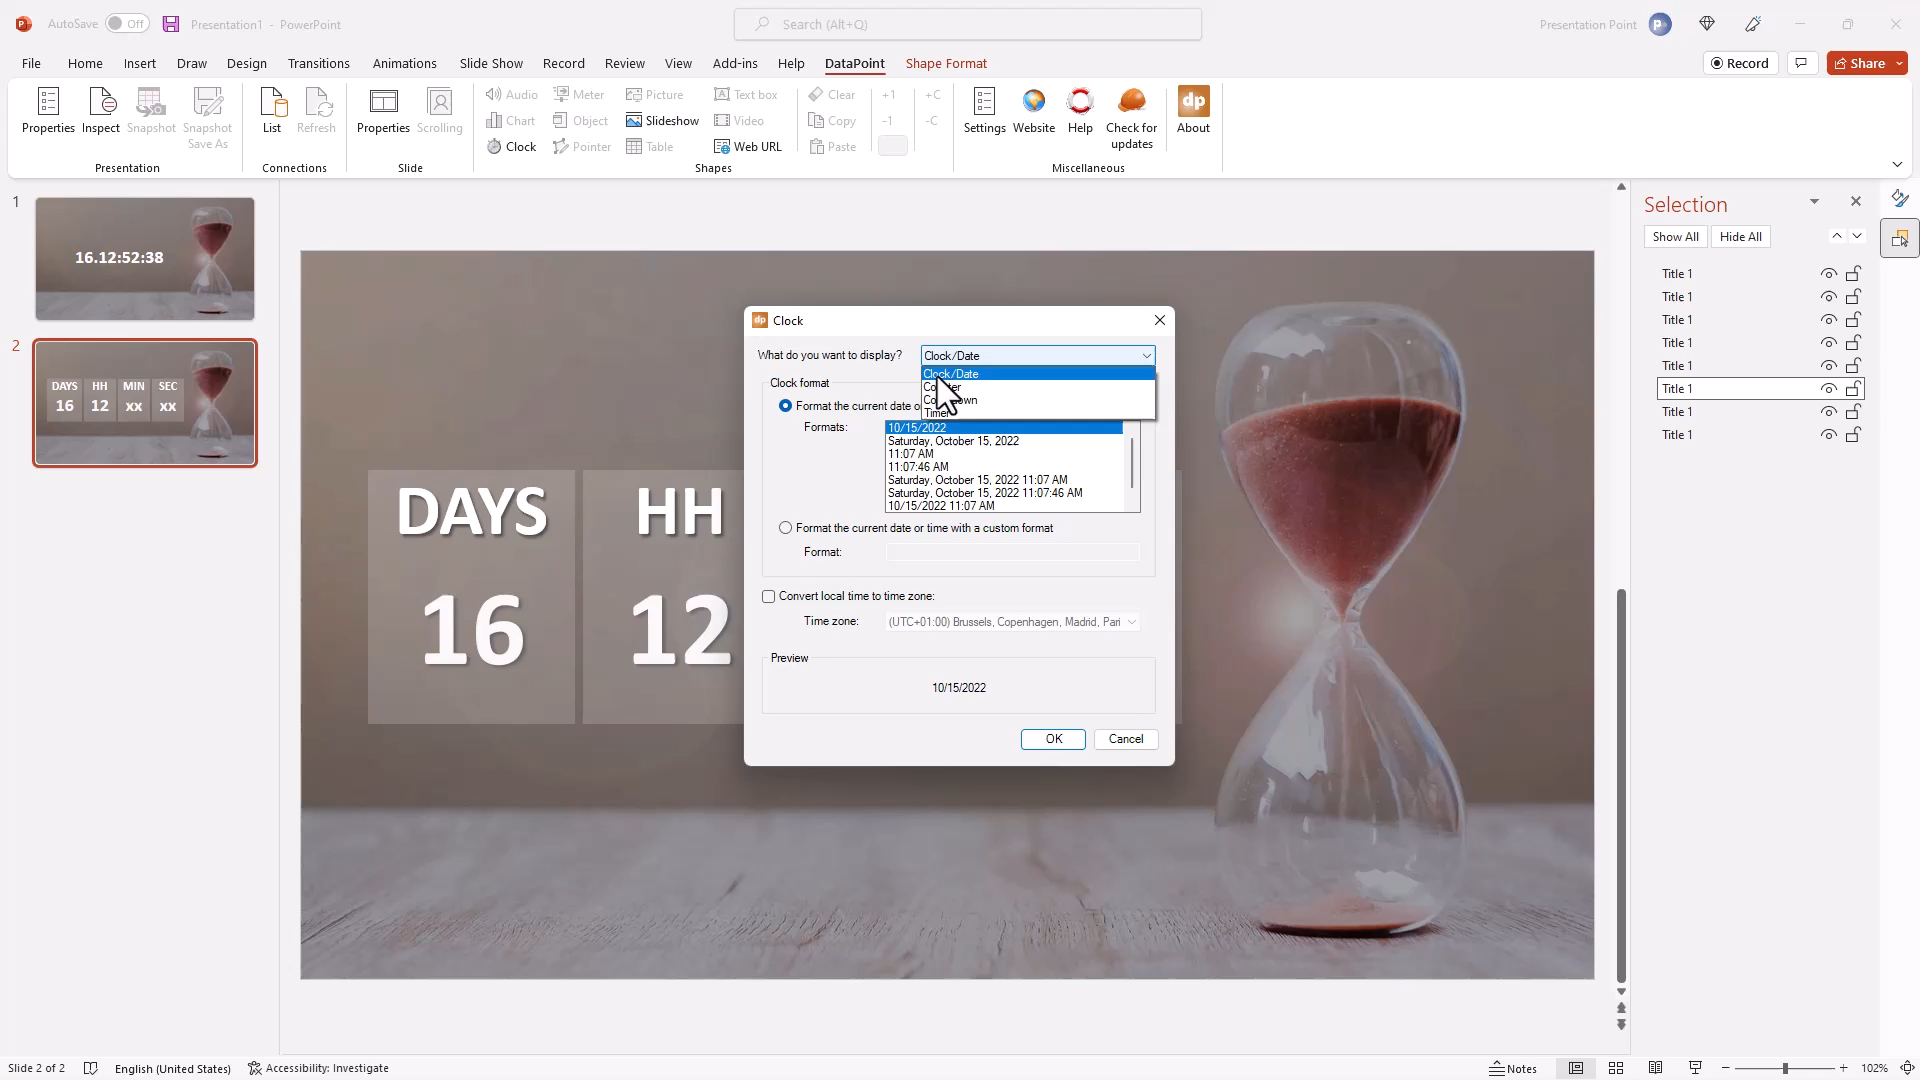 AutoSave Off Presentation1 - PowerPoint Search (Alt+Q) Presentation Point
File Home Insert Draw Design Transitions Animations Slide Show Record Review View Add-ins Help DataPoint Shape Format Record Share
Properties Inspect Snapshot Snapshot Save As
Presentation
List Refresh
Connections
Properties Scrolling
Slide
Audio Meter Picture Text box
Chart Object Slideshow Video
Clock Pointer Table Web URL
Shapes
Clear +1 +C
Copy -1 -C
Paste
Settings Website Help Check for updates About
Miscellaneous
1
16.12:52:38
2
DAYS HH MIN SEC
16 12 xx xx
DAYS HH
16 12
dp Clock
What do you want to display? Clock/Date
Clock/Date
Timer
Clock format
Format the current date
Formats:
10/15/2022
Saturday, October 15, 2022
11:07 AM
11:07:46 AM
Saturday, October 15, 2022 11:07 AM
Saturday, October 15, 2022 11:07:46 AM
10/15/2022 11:07 AM
Format the current date or time with a custom format
Format:
Convert local time to time zone:
Time zone: (UTC+01:00) Brussels, Copenhagen, Madrid, Pari
Preview
10/15/2022
OK Cancel
Selection
Show All Hide All
Title 1
Title 1
Title 1
Title 1
Title 1
Title 1
Title 1
Title 1
Slide 2 of 2 English (United States) Accessibility: Investigate Notes 102%